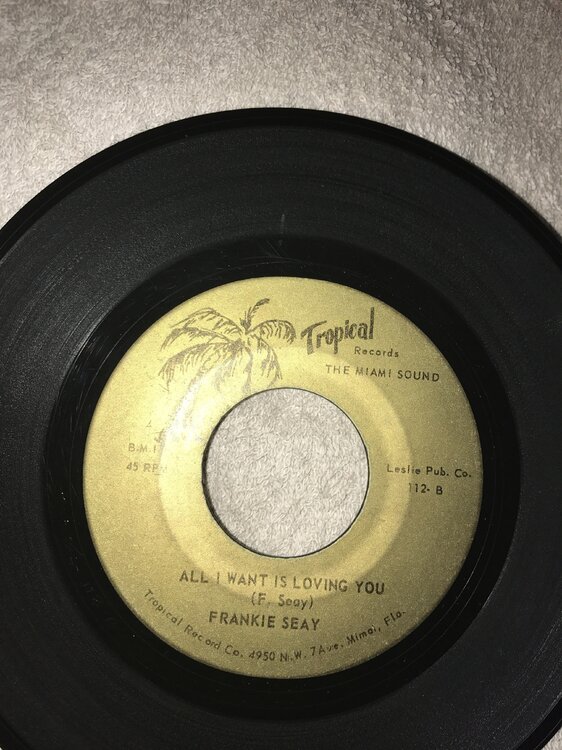 Tropical
Records
THE MIAMI SOUND
B.M.I
45 RPM
Leslie Pub. Co.
112- B
ALL I WANT IS LOVING YOU
(F. Seay)
FRANKIE SEAY
Tropical Record Co. 4950 N.W. 7 Ave. Mimai, Fla.